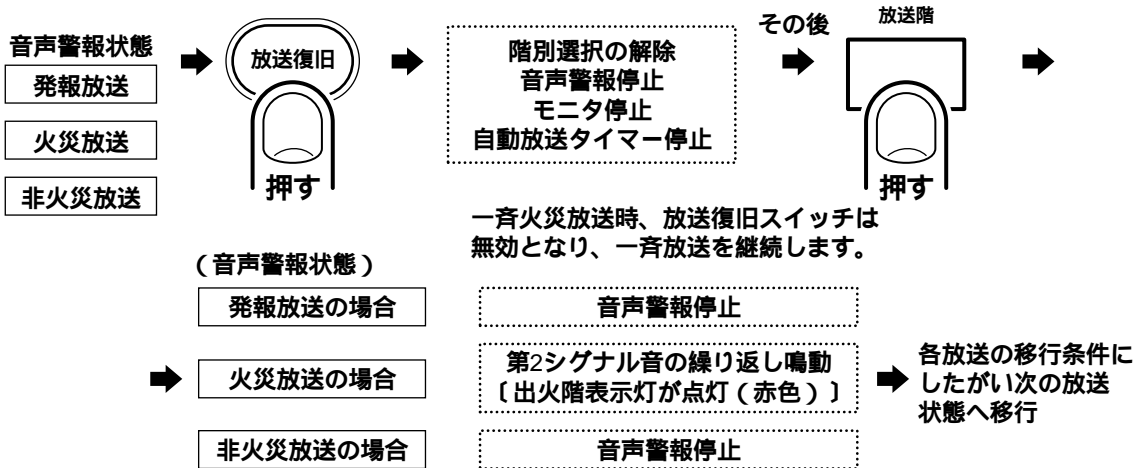 音声警報状態
発報放送
火災放送
非火災放送
放送復旧
押す
階別選択の解除
音声警報停止
モニタ停止
自動放送タイマー停止
その後
放送階
押す
一斉火災放送時、放送復旧スイッチは
無効となり、一斉放送を継続します。
(音声警報状態)
発報放送の場合
音声警報停止
火災放送の場合
第2シグナル音の繰り返し鳴動
〔出火階表示灯が点灯(赤色)〕
各放送の移行条件に
したがい次の放送
状態へ移行
非火災放送の場合
音声警報停止